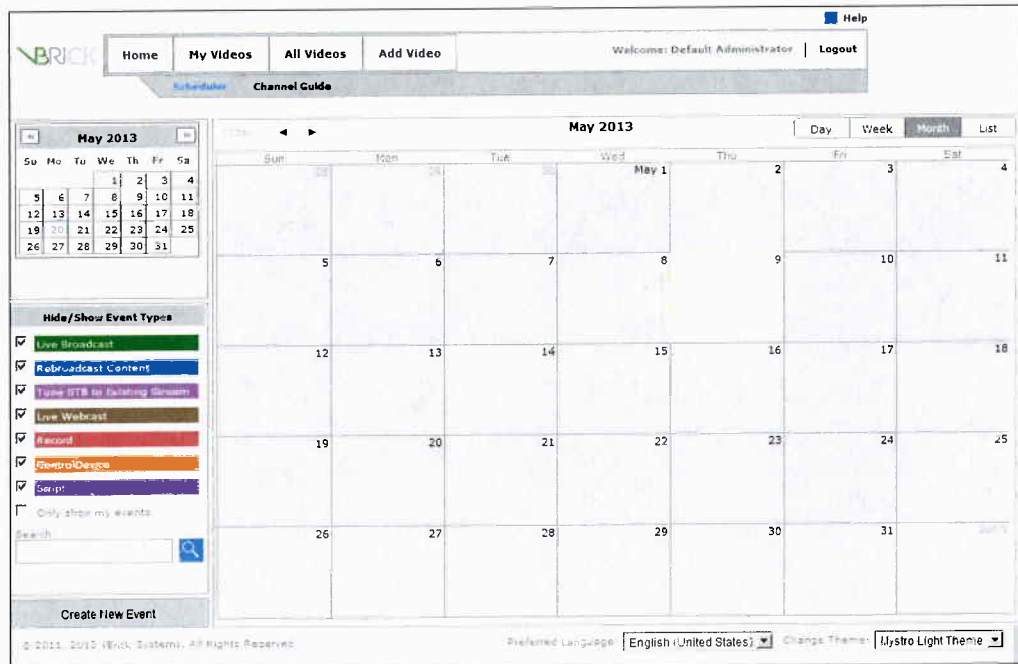 Help
VBRICK
Home My Videos All Videos Add Video Welcome: Default Administrator | Logout
Scheduler Channel Guide
« May 2013 »
Su Mo Tu We Th Fr Sa
1 2 3 4
5 6 7 8 9 10 11
12 13 14 15 16 17 18
19 20 21 22 23 24 25
26 27 28 29 30 31
Hide/Show Event Types
Live Broadcast
Rebroadcast Content
Tune STB to Existing Stream
Live Webcast
Record
Control Device
Script
Only show my events
Search
Create New Event
◄ ► May 2013 Day Week Month List
Sun Mon Tue Wed Thu Fri Sat
28 29 30 May 1 2 3 4
5 6 7 8 9 10 11
12 13 14 15 16 17 18
19 20 21 22 23 24 25
26 27 28 29 30 31 Jun 1
© 2011, 2013 VBrick Systems, All Rights Reserved Preferred Language: English (United States) Change Theme: Mystro Light Theme